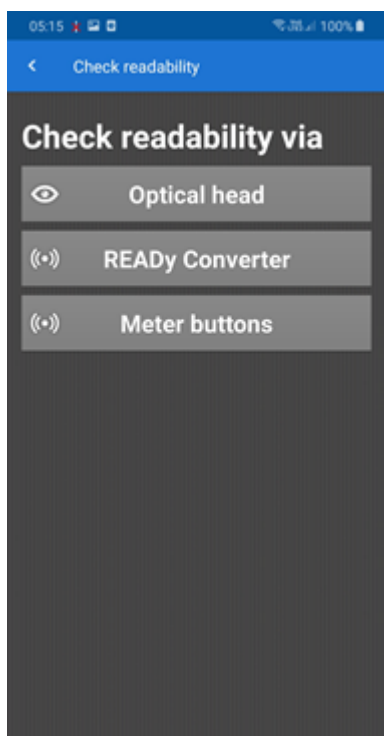 05:15 100%
Check readability
Check readability via
Optical head
READy Converter
Meter buttons